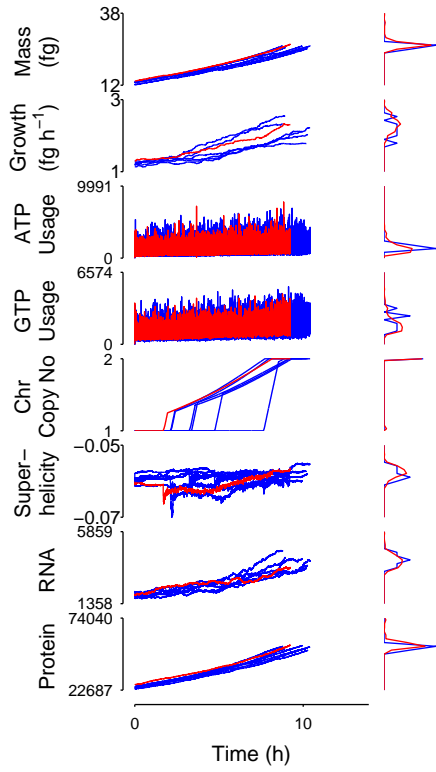 38
Mass
(fg)
12
3
Growth
(fg h−1)
1
9991
ATP
Usage
0
6574
GTP
Usage
0
2
Chr
Copy No
1
−0.05
Super−
helicity
−0.07
5859
RNA
1358
74040
Protein
22687
0 10
Time (h)